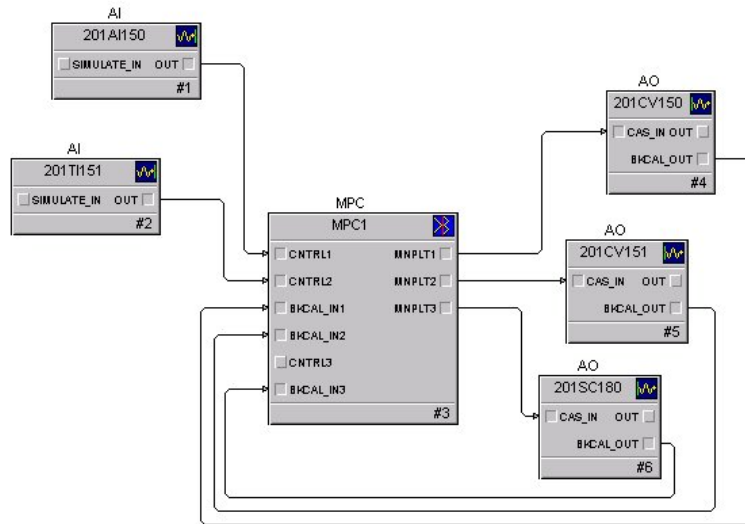 AI
201AI150
SIMULATE_IN OUT
#1
AI
201TI151
SIMULATE_IN OUT
#2
MPC
MPC1
CNTRL1 MNPLT1
CNTRL2 MNPLT2
BKCAL_IN1 MNPLT3
BKCAL_IN2
CNTRL3
BKCAL_IN3
#3
AO
201CV150
CAS_IN OUT
BKCAL_OUT
#4
AO
201CV151
CAS_IN OUT
BKCAL_OUT
#5
AO
201SC180
CAS_IN OUT
BKCAL_OUT
#6